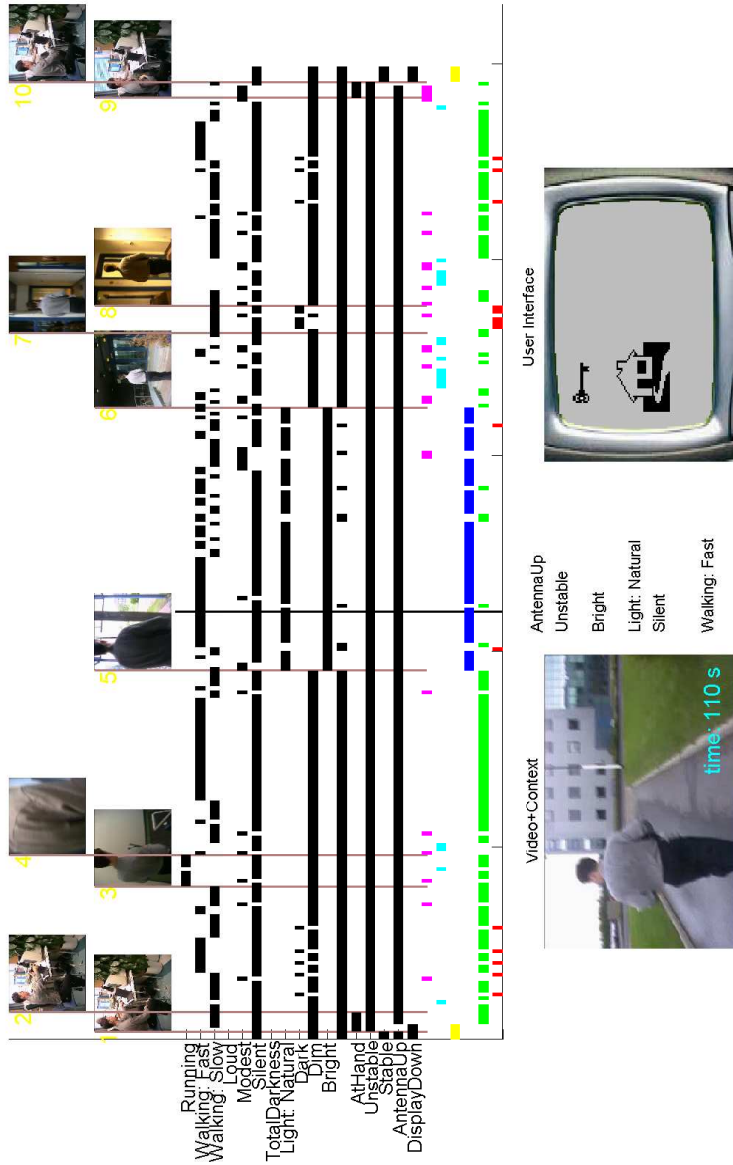 1
2
3
4
5
6
7
8
9
10
Running
Walking: Fast
Walking: Slow
Loud
Modest
Silent
TotalDarkness
Light: Natural
Dark
Dim
Bright
AtHand
Unstable
Stable
AntennaUp
DisplayDown
Video+Context
time: 110 s
AntennaUp
Unstable
Bright
Light: Natural
Silent
Walking: Fast
User Interface